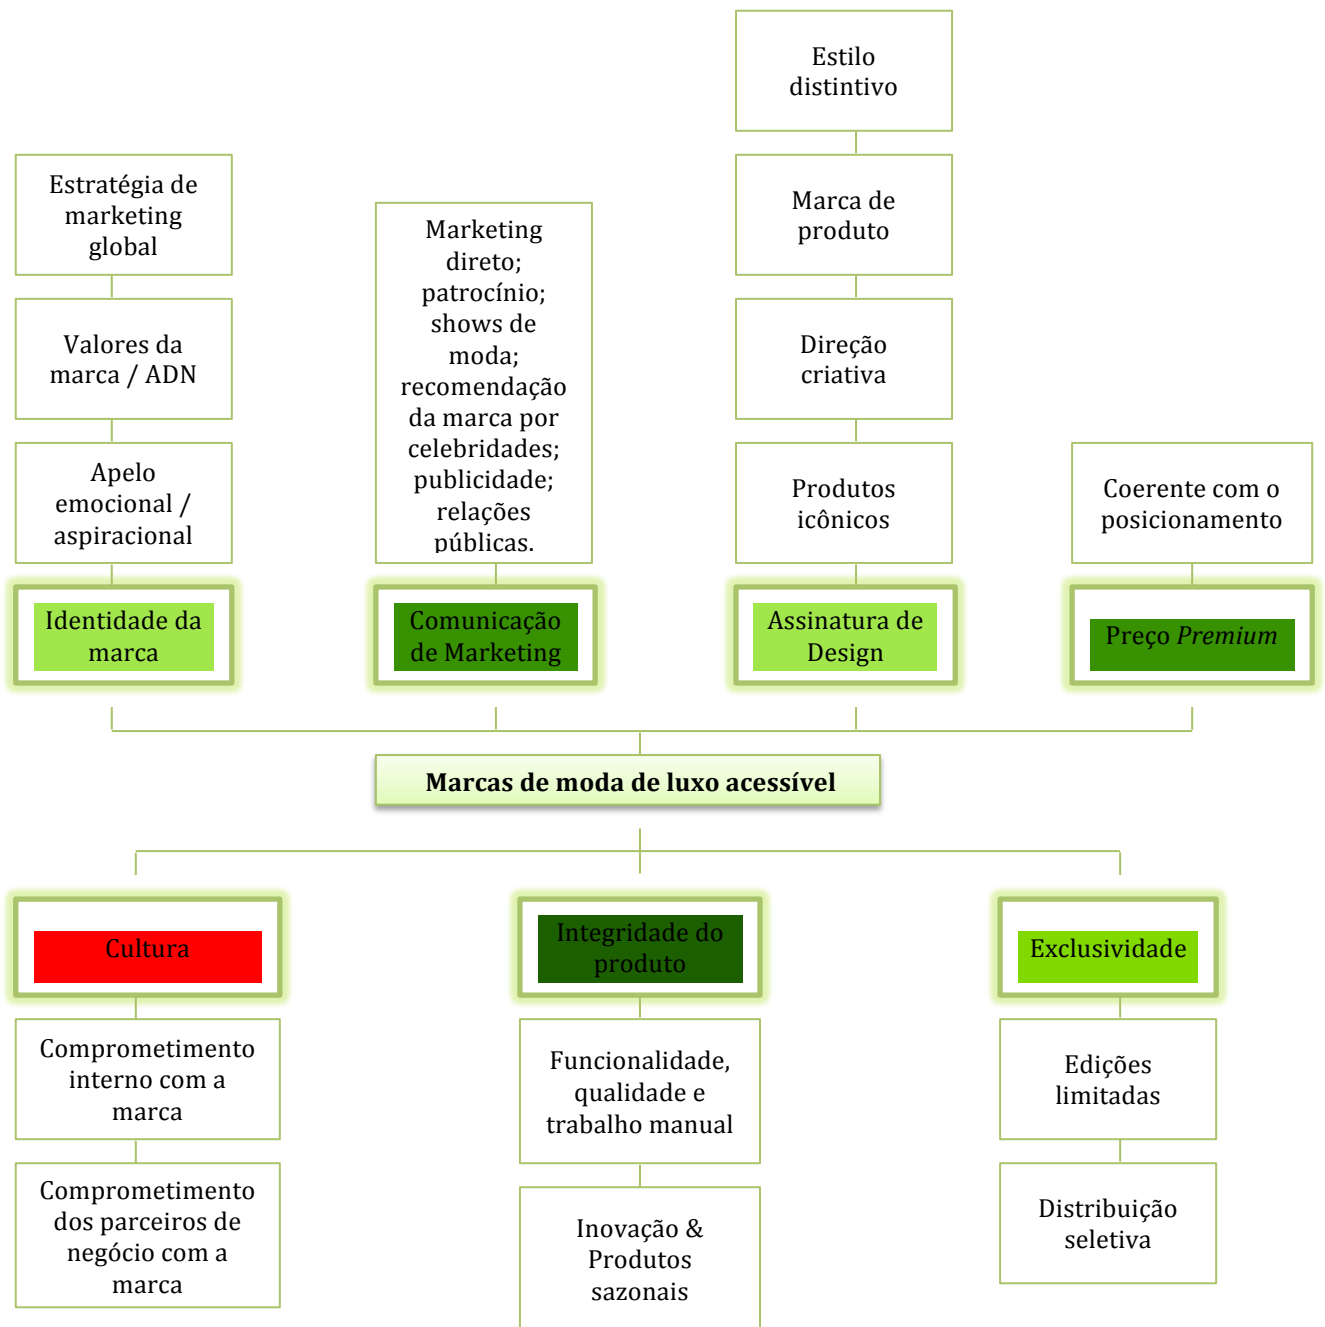 Estilo
distintivo
Estratégia de
marketing
global
Marketing
direto;
patrocínio;
shows de
moda;
recomendação
da marca por
celebridades;
publicidade;
relações
públicas.
Marca de
produto
Valores da
marca / ADN
Direção
criativa
Apelo
emocional /
aspiracional
Produtos
icônicos
Coerente com o
posicionamento
Identidade da
marca
Comunicação
de Marketing
Assinatura de
Design
Preço Premium
Marcas de moda de luxo acessível
Cultura
Integridade do
produto
Exclusividade
Comprometimento
interno com a
marca
Funcionalidade,
qualidade e
trabalho manual
Edições
limitadas
Comprometimento
dos parceiros de
negócio com a
marca
Inovação &
Produtos
sazonais
Distribuição
seletiva